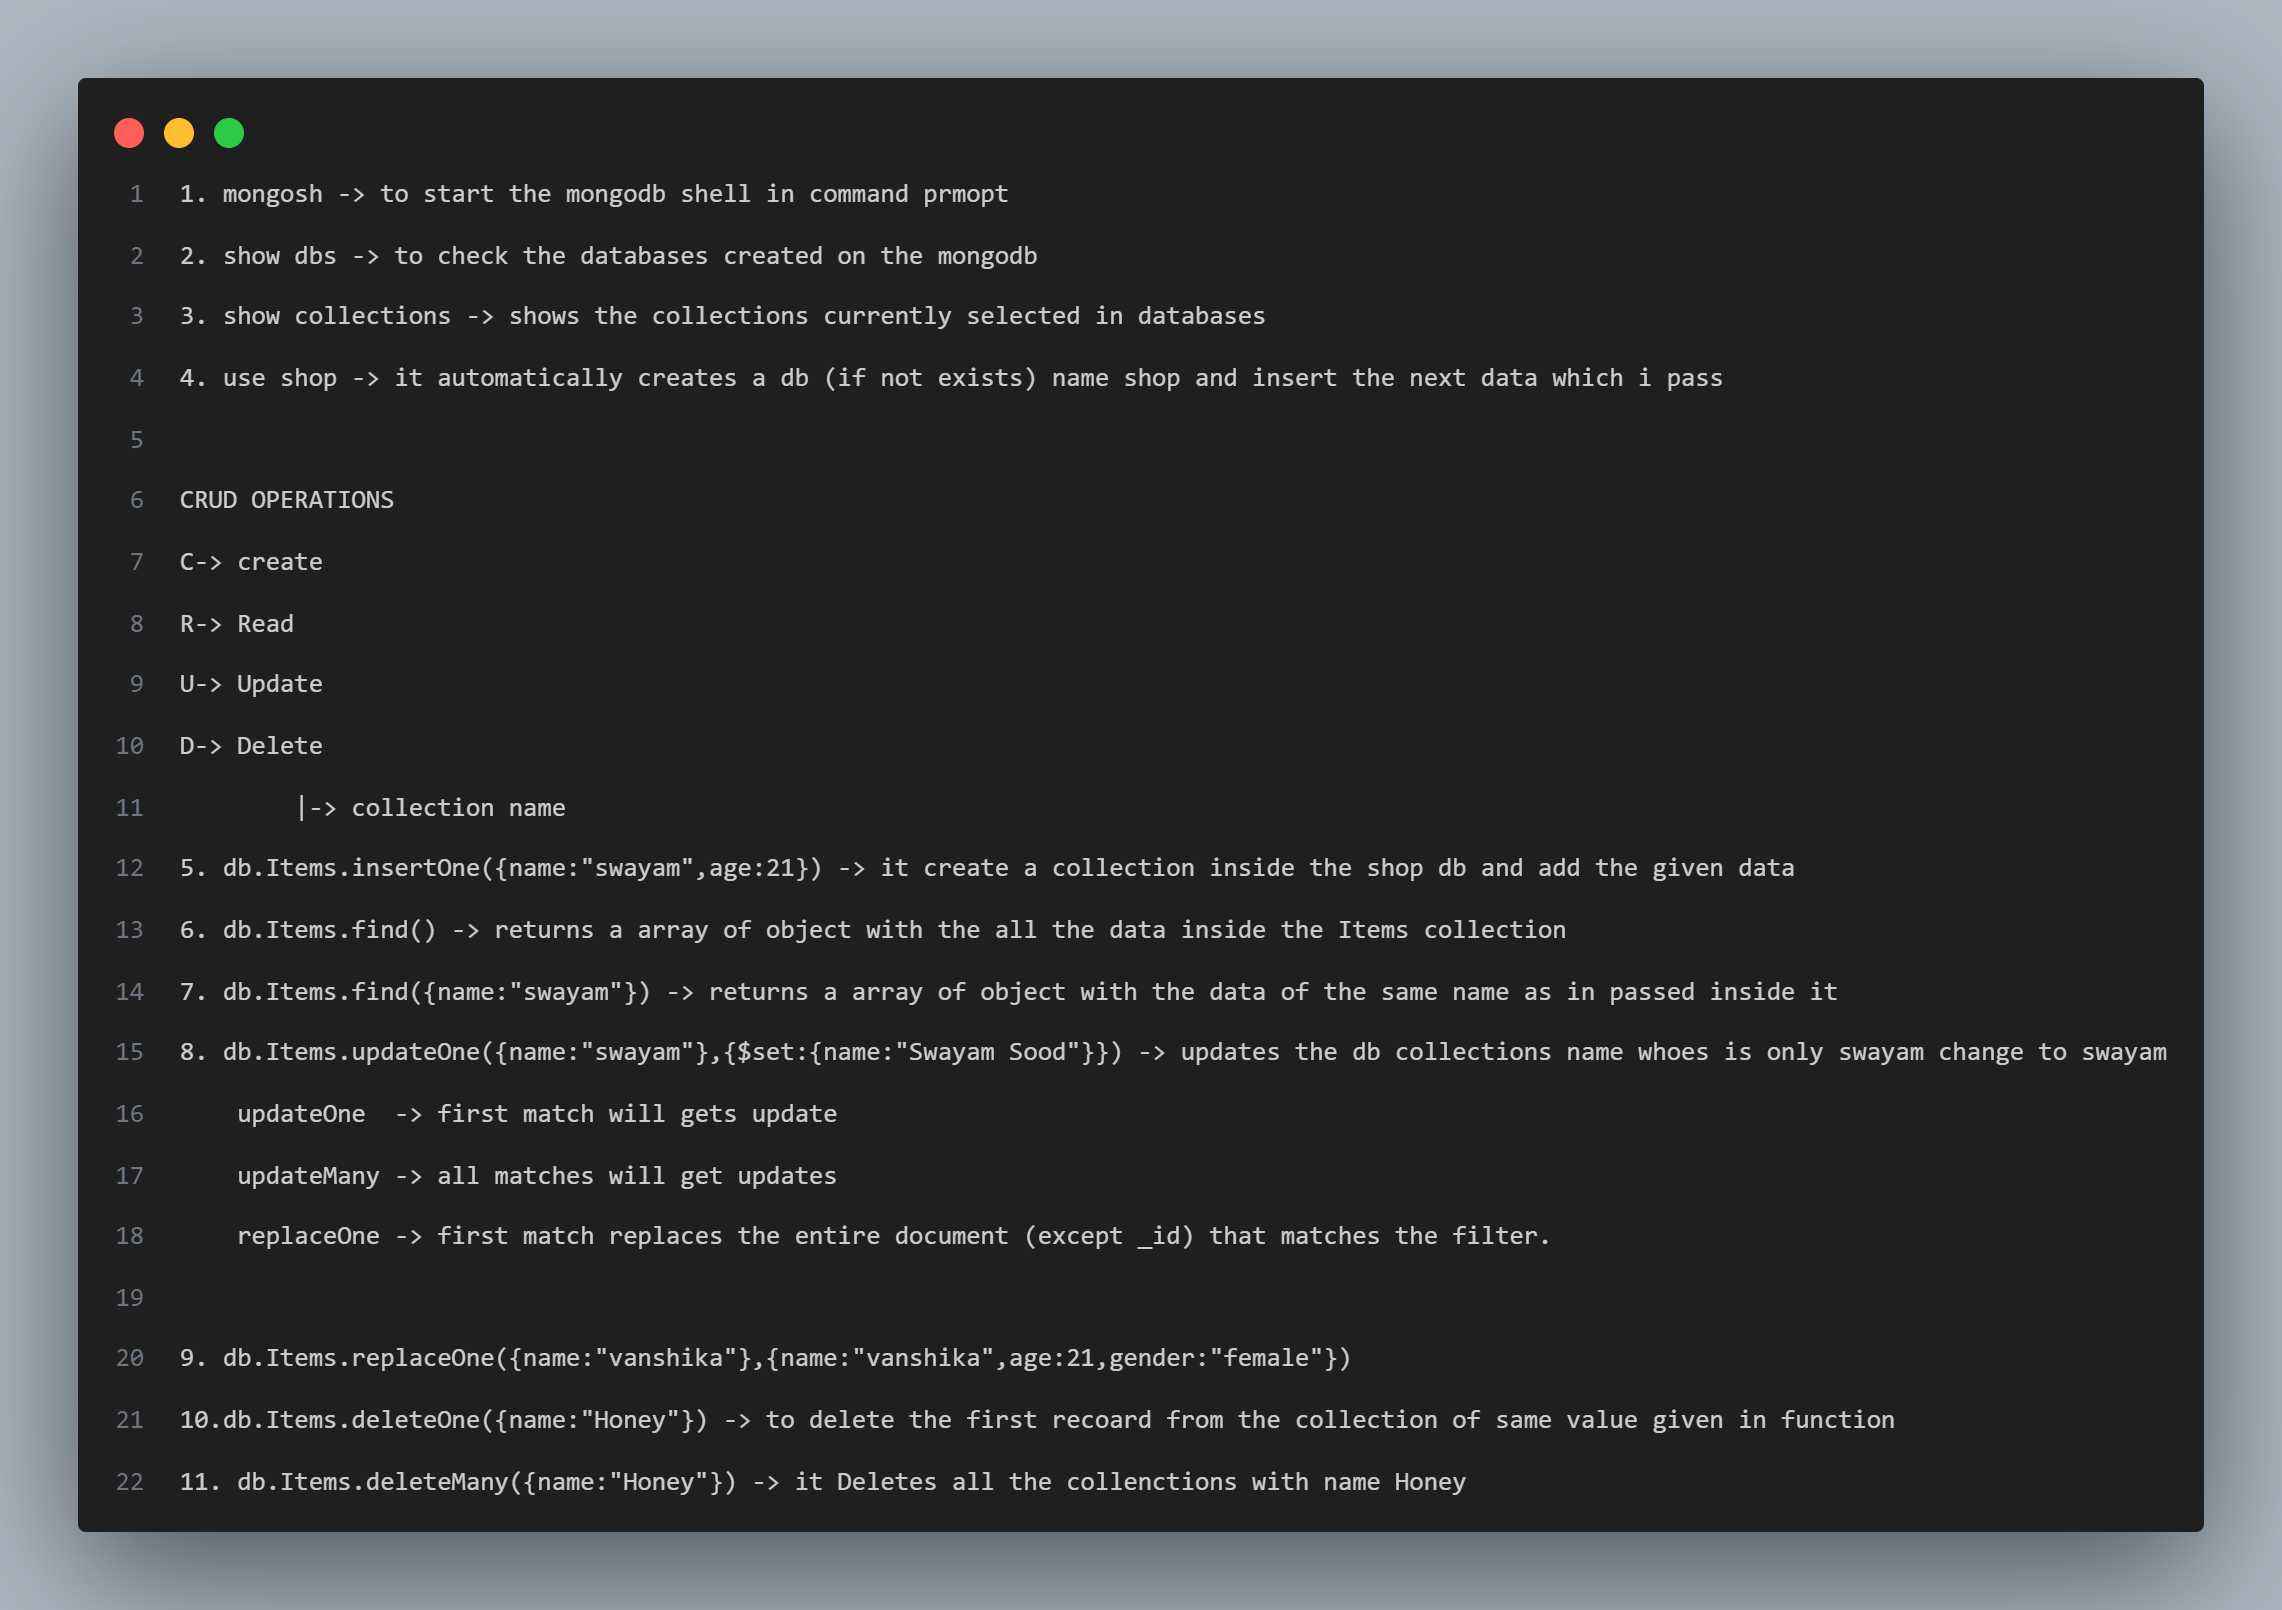 1 1. mongosh -> to start the mongodb shell in command prmopt
2 2. show dbs -> to check the databases created on the mongodb
3 3. show collections -> shows the collections currently selected in databases
4 4. use shop -> it automatically creates a db (if not exists) name shop and insert the next data which i pass
5
6 CRUD OPERATIONS
7 C-> create
8 R-> Read
9 U-> Update
10 D-> Delete
11         |-> collection name
12 5. db.Items.insertOne({name:"swayam",age:21}) -> it create a collection inside the shop db and add the given data
13 6. db.Items.find() -> returns a array of object with the all the data inside the Items collection
14 7. db.Items.find({name:"swayam"}) -> returns a array of object with the data of the same name as in passed inside it
15 8. db.Items.updateOne({name:"swayam"},{$set:{name:"Swayam Sood"}}) -> updates the db collections name whoes is only swayam change to swayam
16     updateOne  -> first match will gets update
17     updateMany -> all matches will get updates
18     replaceOne -> first match replaces the entire document (except _id) that matches the filter.
19
20 9. db.Items.replaceOne({name:"vanshika"},{name:"vanshika",age:21,gender:"female"})
21 10.db.Items.deleteOne({name:"Honey"}) -> to delete the first recoard from the collection of same value given in function
22 11. db.Items.deleteMany({name:"Honey"}) -> it Deletes all the collenctions with name Honey